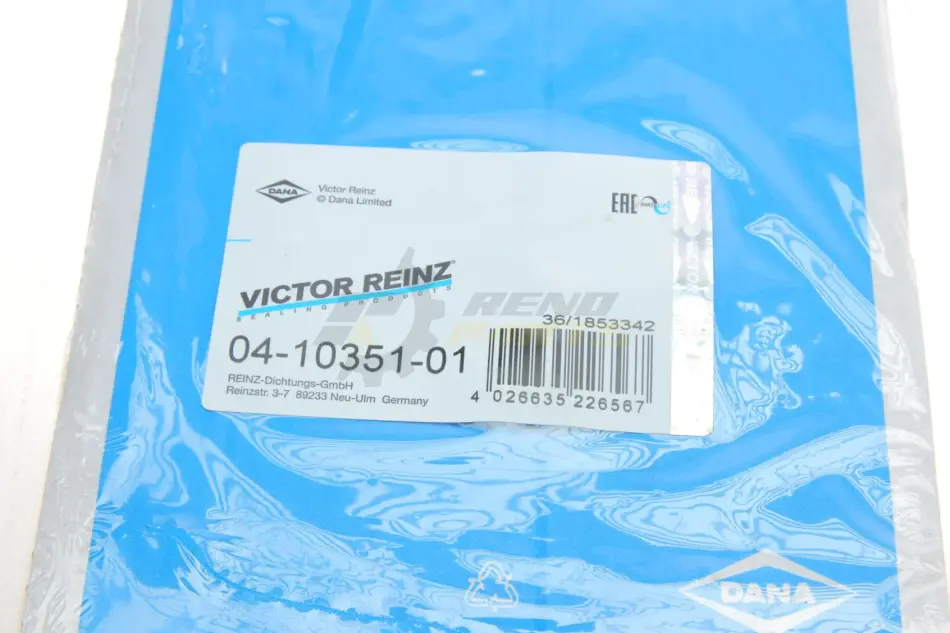 DANA
Victor Reinz
© Dana Limited
EAC
VICTOR REINZ®
SEALING PRODUCTS
RENO
36/1853342
04-10351-01
REINZ-Dichtungs-GmbH
Reinzstr. 3-7 89233 Neu-Ulm Germany
4 026635 226567
DANA